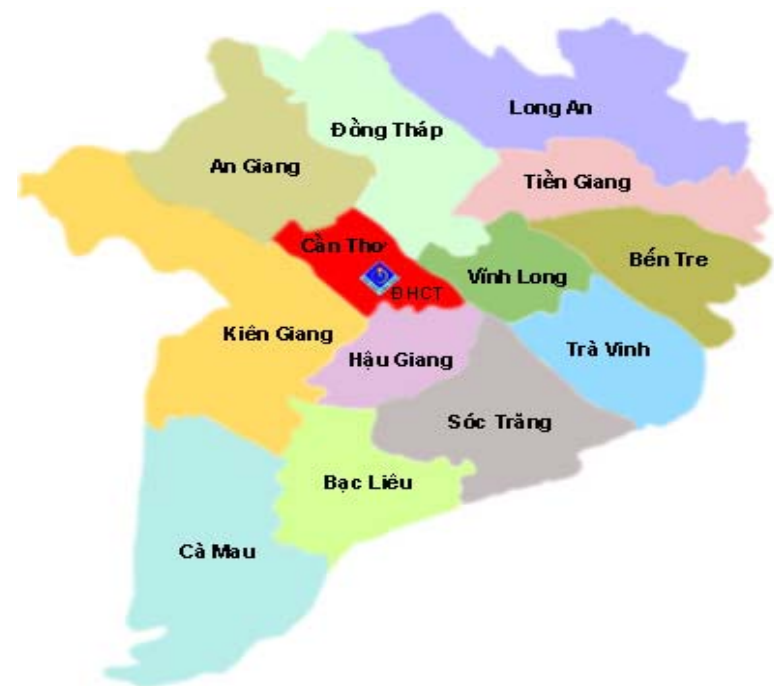 Long An
Đồng Tháp
An Giang
Tiền Giang
Cần Thơ
Bến Tre
Vĩnh Long
ĐHCT
Kiên Giang
Trà Vinh
Hậu Giang
Sóc Trăng
Bạc Liêu
Cà Mau